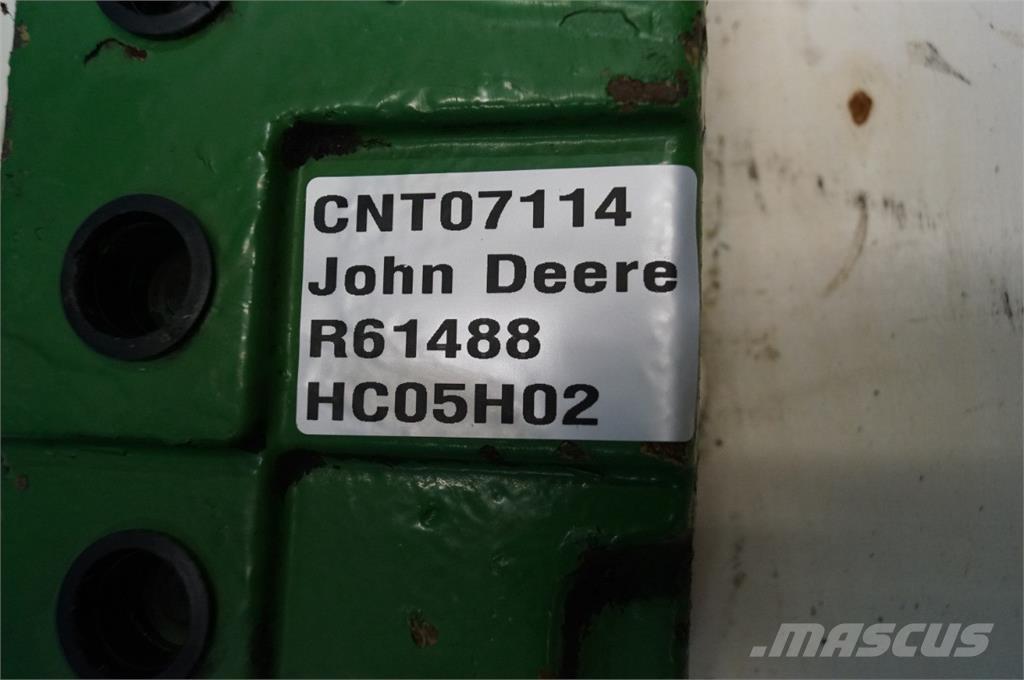 CNT07114
John Deere
R61488
HC05H02
MASCUS